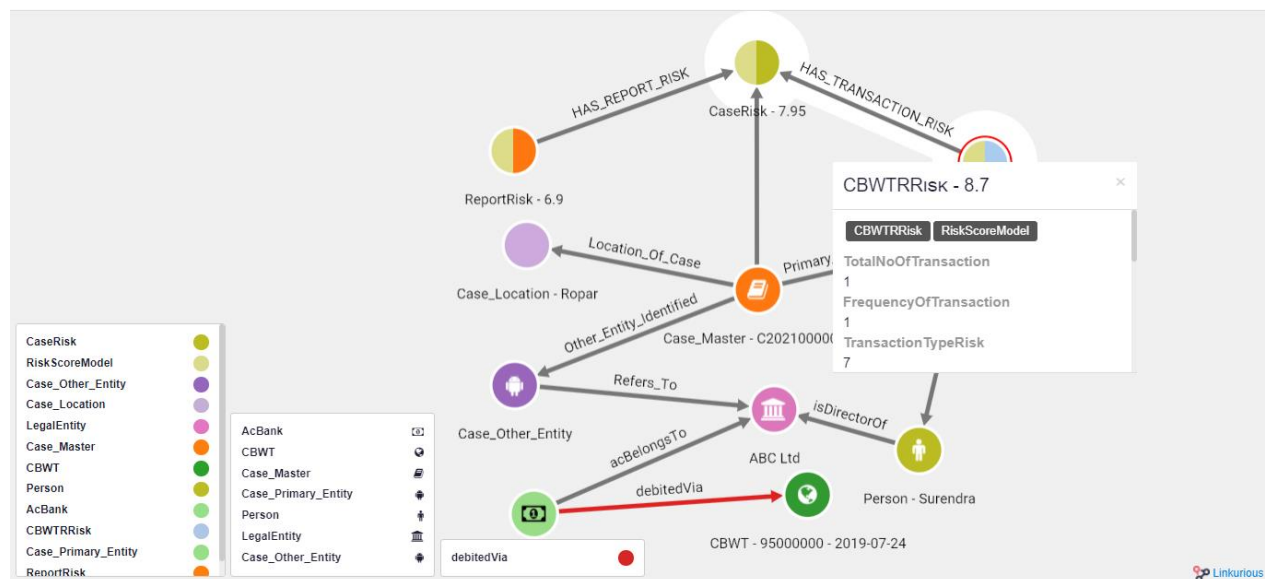 HAS_REPORT_RISK
HAS_TRANSACTION_RISK
CaseRisk - 7.95
ReportRisk - 6.9
CBWTRRisk - 8.7
×
CBWTRRisk
RiskScoreModel
TotalNoOfTransaction
1
FrequencyOfTransaction
1
TransactionTypeRisk
7
Location_Of_Case
Primary
Case_Location - Ropar
Other_Entity_Identified
Case_Master - C202100000
Refers_To
isDirectorOf
Case_Other_Entity
acBelongsTo
ABC Ltd
debitedVia
Person - Surendra
CBWT - 95000000 - 2019-07-24
CaseRisk
RiskScoreModel
Case_Other_Entity
Case_Location
LegalEntity
Case_Master
CBWT
Person
AcBank
CBWTRRisk
Case_Primary_Entity
ReportRisk
AcBank
CBWT
Case_Master
Case_Primary_Entity
Person
LegalEntity
Case_Other_Entity
debitedVia
Linkurious